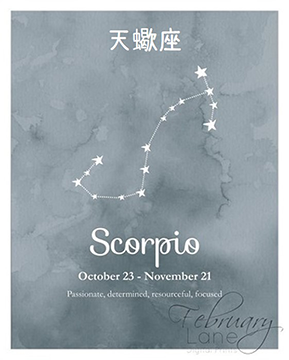 天蠍座
Scorpio
October 23 - November 21
Passionate, determined, resourceful, focused
February
Lane